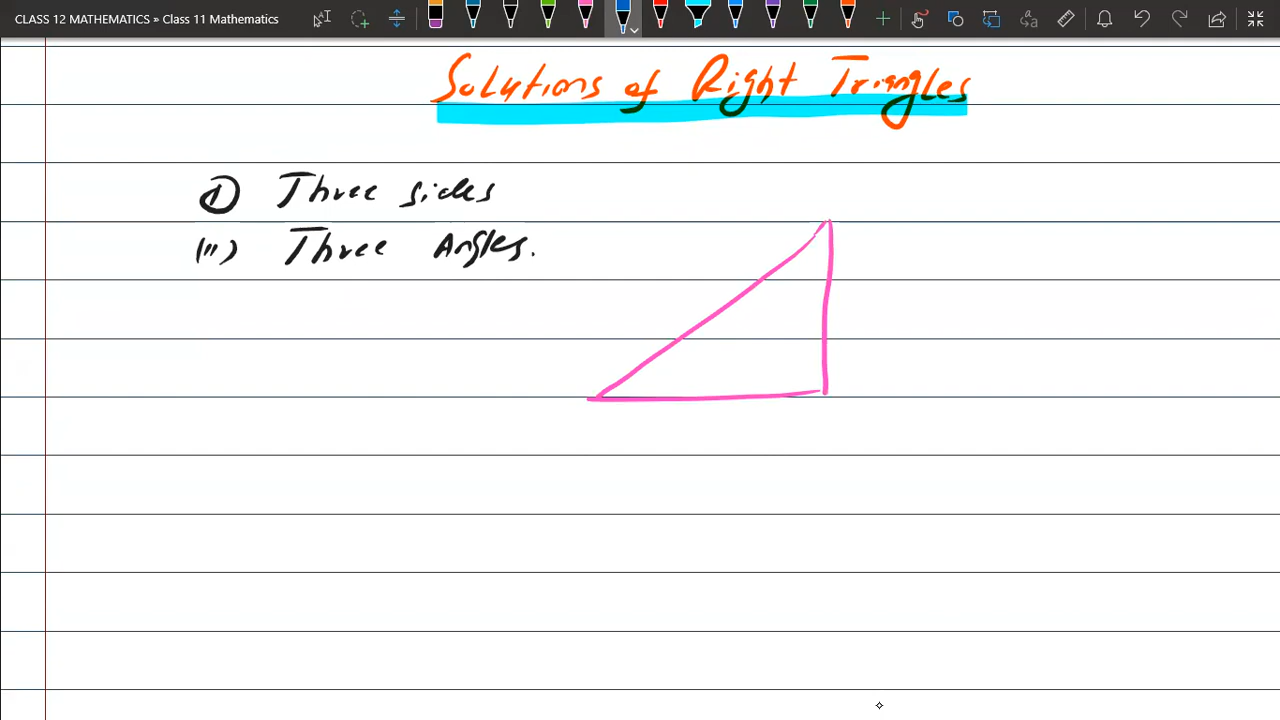 CLASS 12 MATHEMATICS » Class 11 Mathematics
Solutions of Right Triangles
(I) Three sides
(II) Three Angles.